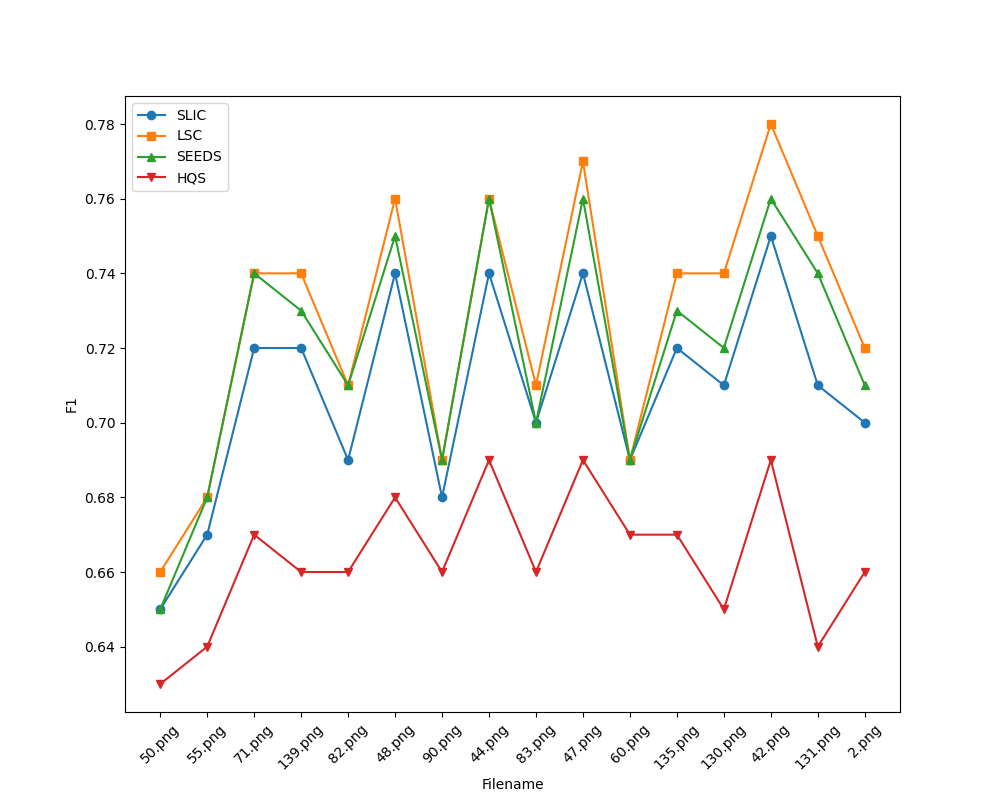 SLIC
LSC
SEEDS
HQS
0.78
0.76
0.74
0.72
0.70
0.68
0.66
0.64
F1
50.png
55.png
71.png
139.png
82.png
48.png
90.png
44.png
83.png
47.png
60.png
135.png
130.png
42.png
131.png
2.png
Filename